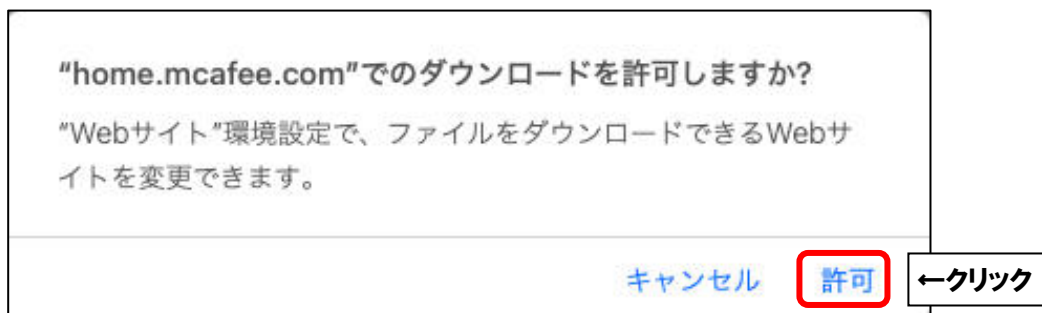 “home.mcafee.com”でのダウンロードを許可しますか?
“Webサイト”環境設定で、ファイルをダウンロードできるWebサ
イトを変更できます。
キャンセル 許可 ←クリック